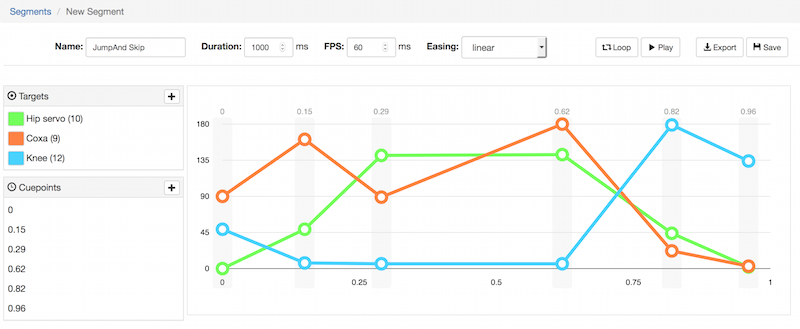 Segments / New Segment
Name: JumpAnd Skip Duration: 1000 ms FPS: 60 ms Easing: linear Loop Play Export Save
Targets
Hip servo (10)
Coxa (9)
Knee (12)
Cuepoints
0
0.15
0.29
0.62
0.82
0.96
0 0.15 0.29 0.62 0.82 0.96
180
135
90
45
0
0 0.25 0.5 0.75 1